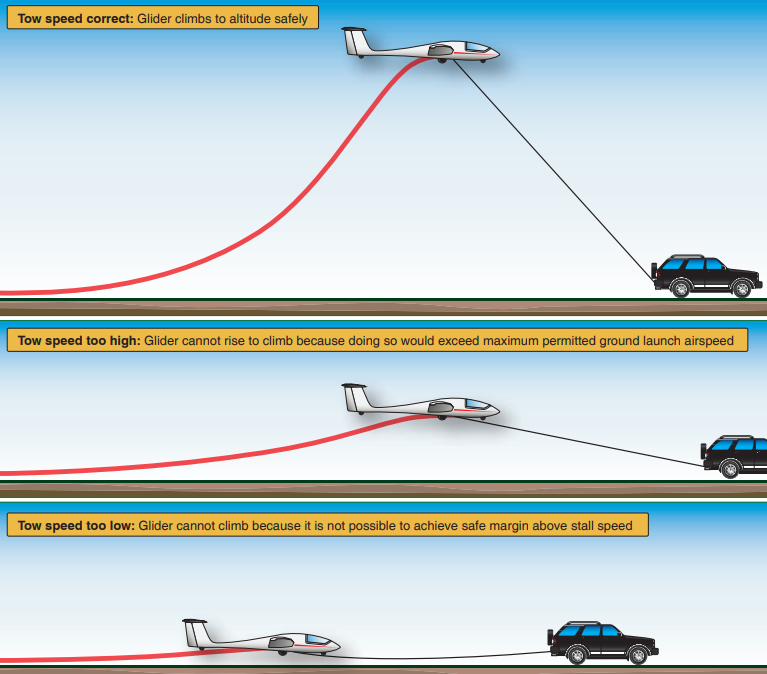 Tow speed correct: Glider climbs to altitude safely
Tow speed too high: Glider cannot rise to climb because doing so would exceed maximum permitted ground launch airspeed
Tow speed too low: Glider cannot climb because it is not possible to achieve safe margin above stall speed